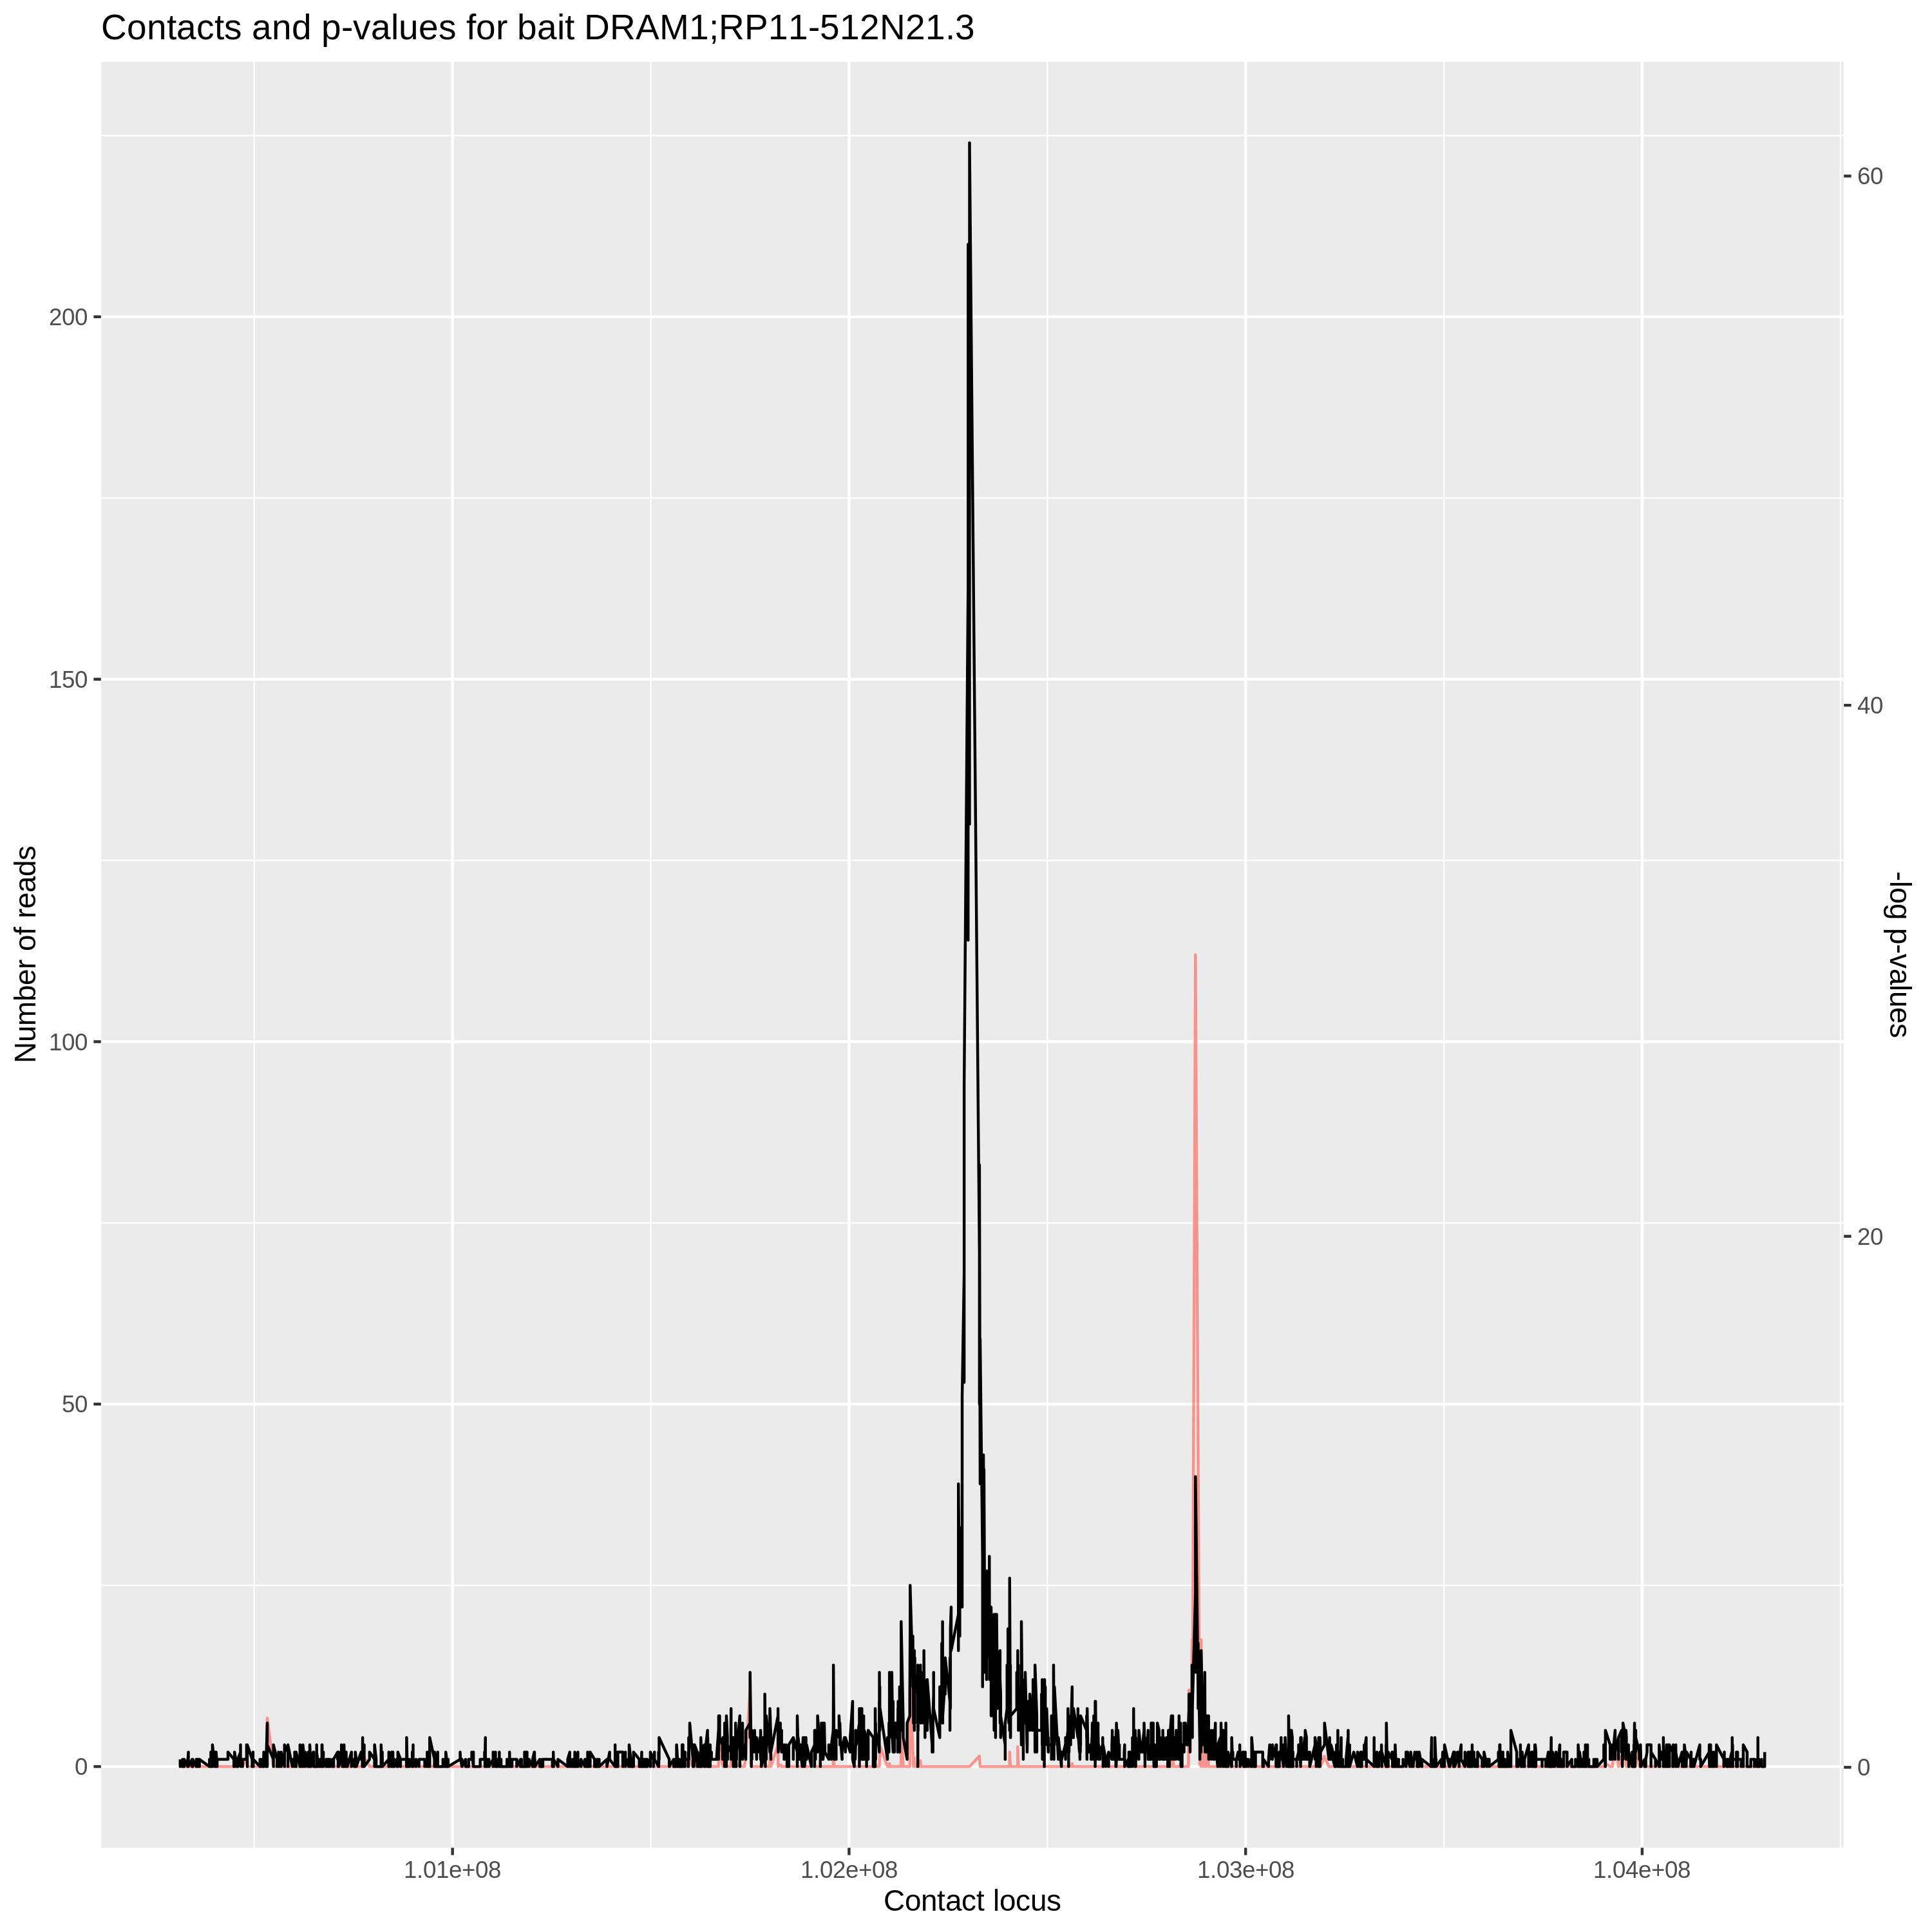 Contacts and p-values for bait DRAM1;RP11-512N21.3
Number of reads
200
150
100
50
0
60
40
20
0
-log p-values
1.01e+08 1.02e+08 1.03e+08 1.04e+08
Contact locus